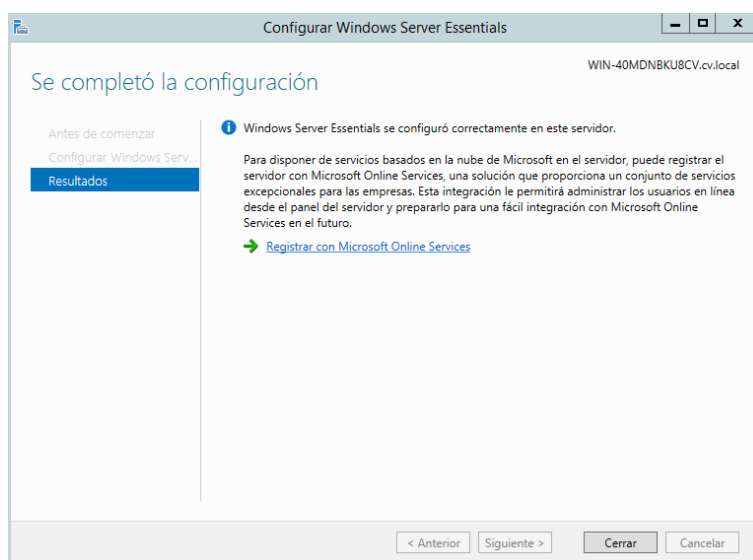 Configurar Windows Server Essentials
WIN-40MDNBKU8CV.cv.local
Se completó la configuración
Antes de comenzar
Configurar Windows Serv...
Resultados
Windows Server Essentials se configuró correctamente en este servidor.
Para disponer de servicios basados en la nube de Microsoft en el servidor, puede registrar el
servidor con Microsoft Online Services, una solución que proporciona un conjunto de servicios
excepcionales para las empresas. Esta integración le permitirá administrar los usuarios en línea
desde el panel del servidor y prepararlo para una fácil integración con Microsoft Online
Services en el futuro.
Registrar con Microsoft Online Services
< Anterior
Siguiente >
Cerrar
Cancelar